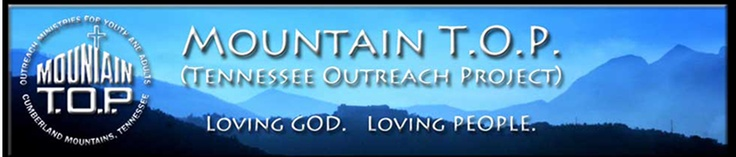 OUTREACH MINISTRIES FOR YOUTH AND ADULTS
MOUNTAIN
T.O.P
CUMBERLAND MOUNTAINS, TENNESSEE
MOUNTAIN T.O.P.
(TENNESSEE OUTREACH PROJECT)
LOVING GOD. LOVING PEOPLE.